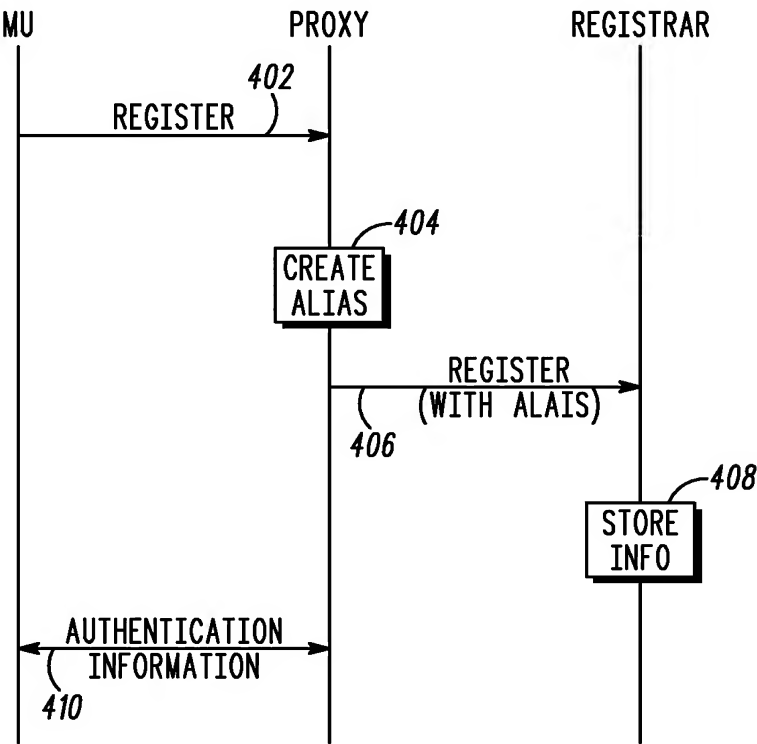 MU
PROXY
REGISTRAR
402
REGISTER
404
CREATE
ALIAS
REGISTER
(WITH ALAIS)
406
408
STORE
INFO
AUTHENTICATION
INFORMATION
410